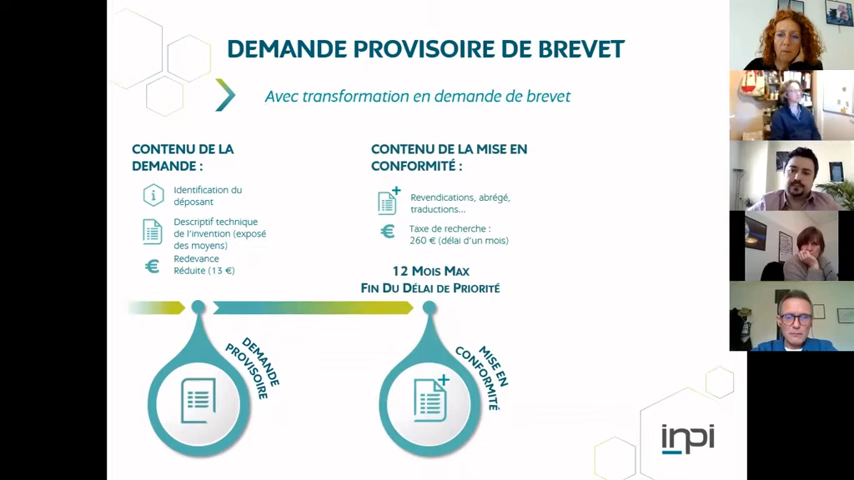 DEMANDE PROVISOIRE DE BREVET
Avec transformation en demande de brevet
CONTENU DE LA
DEMANDE :
Identification du
déposant
Descriptif technique
de l'invention (exposé
des moyens)
Redevance
Réduite (13 €)
CONTENU DE LA MISE EN
CONFORMITÉ :
Revendications, abrégé,
traductions...
Taxe de recherche :
260 € (délai d'un mois)
12 MOIS MAX
FIN DU DÉLAI DE PRIORITÉ
DEMANDE
PROVISOIRE
MISE EN
CONFORMITÉ
inpi